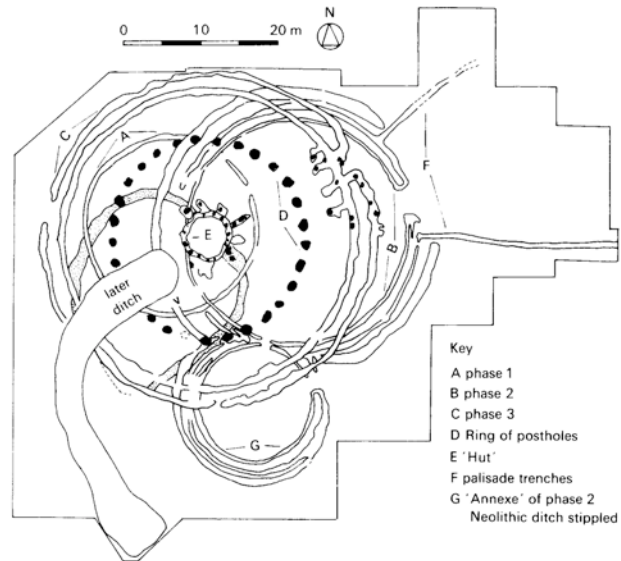 0 10 20 m
N
C
A
F
D
E
B
later
ditch
G
Key
A phase 1
B phase 2
C phase 3
D Ring of postholes
E 'Hut'
F palisade trenches
G 'Annexe' of phase 2
Neolithic ditch stippled